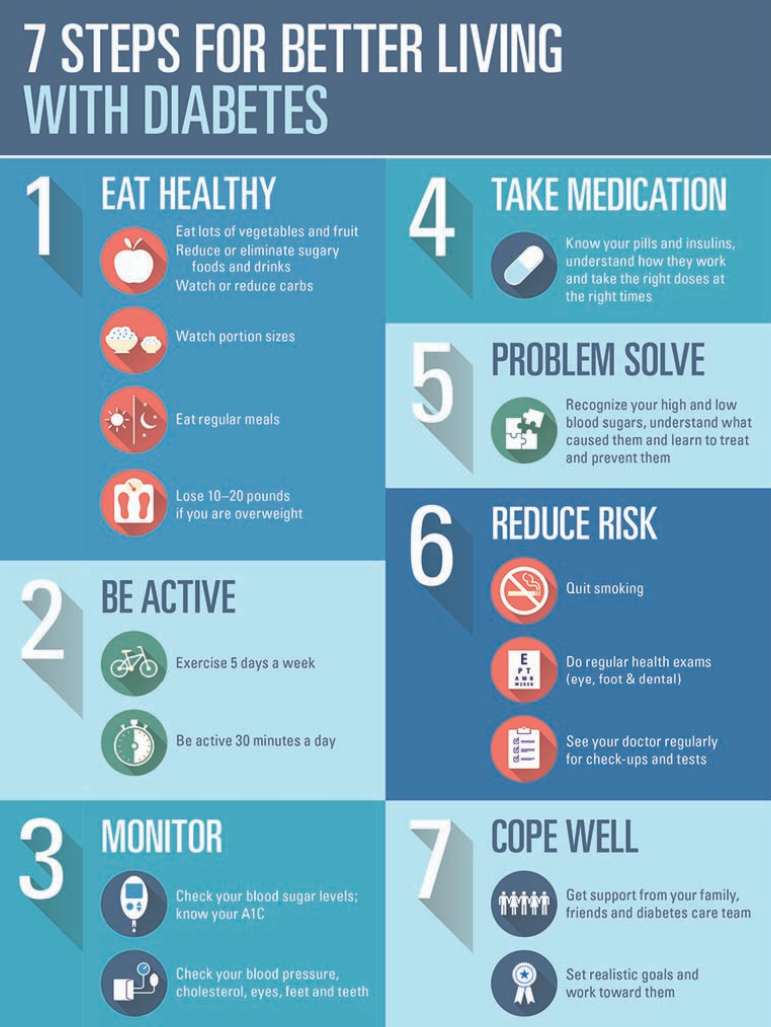 7 STEPS FOR BETTER LIVING
WITH DIABETES
1
EAT HEALTHY
Eat lots of vegetables and fruit
Reduce or eliminate sugary
foods and drinks
Watch or reduce carbs
Watch portion sizes
Eat regular meals
Lose 10–20 pounds
if you are overweight
2
BE ACTIVE
Exercise 5 days a week
Be active 30 minutes a day
3
MONITOR
Check your blood sugar levels;
know your A1C
Check your blood pressure,
cholesterol, eyes, feet and teeth
4
TAKE MEDICATION
Know your pills and insulins,
understand how they work
and take the right doses at
the right times
5
PROBLEM SOLVE
Recognize your high and low
blood sugars, understand what
caused them and learn to treat
and prevent them
6
REDUCE RISK
Quit smoking
E
P T
Do regular health exams
(eye, foot & dental)
See your doctor regularly
for check-ups and tests
7
COPE WELL
Get support from your family,
friends and diabetes care team
Set realistic goals and
work toward them